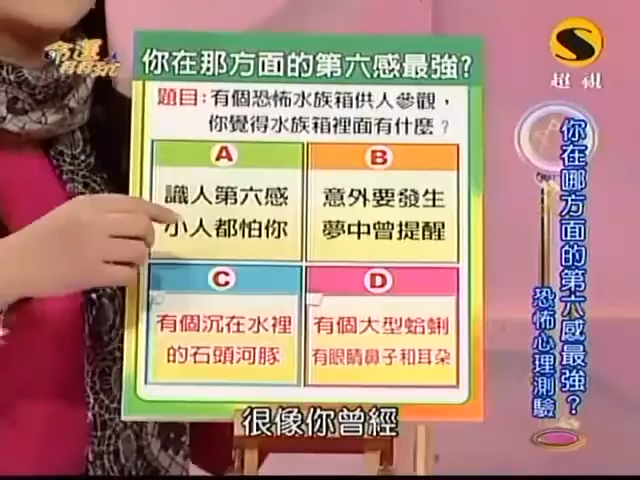 命運好好玩
你在那方面的第六感最強?
題目:有個恐怖水族箱供人參觀，
你覺得水族箱裡面有什麼?
A
識人第六感
小人都怕你
B
意外要發生
夢中曾提醒
C
有個沉在水裡
的石頭河豚
D
有個大型蛤蜊
有眼睛鼻子和耳朵
S
超視
你在哪方面的第六感最強?
恐怖心理測驗
很像你曾經